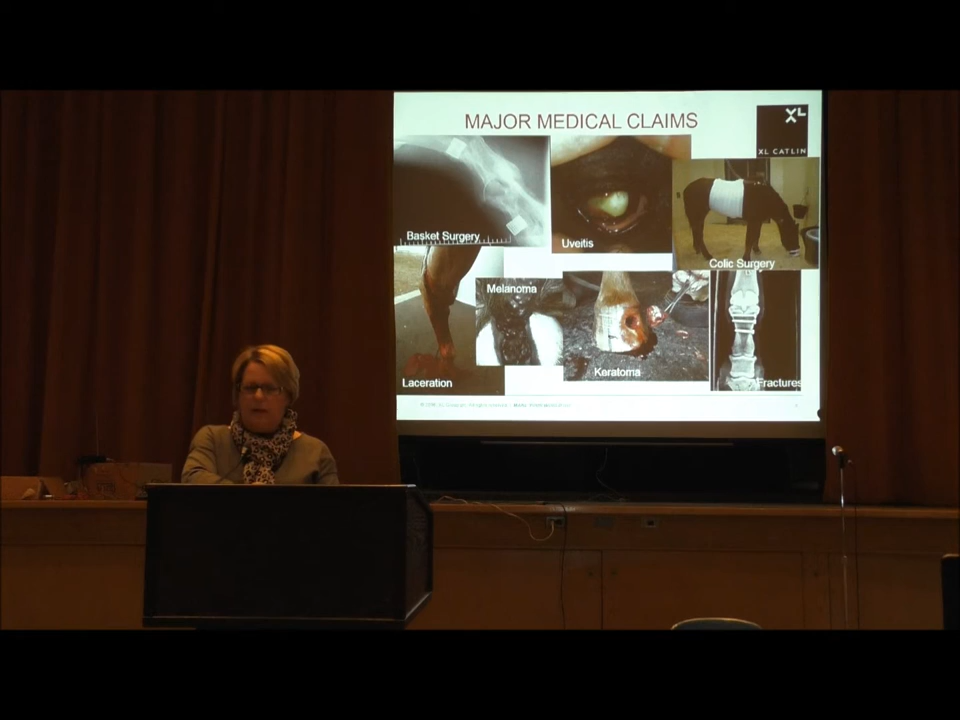 MAJOR MEDICAL CLAIMS
XL
XL CATLIN
Basket Surgery
Uveitis
Colic Surgery
Melanoma
Laceration
Keratoma
Fractures